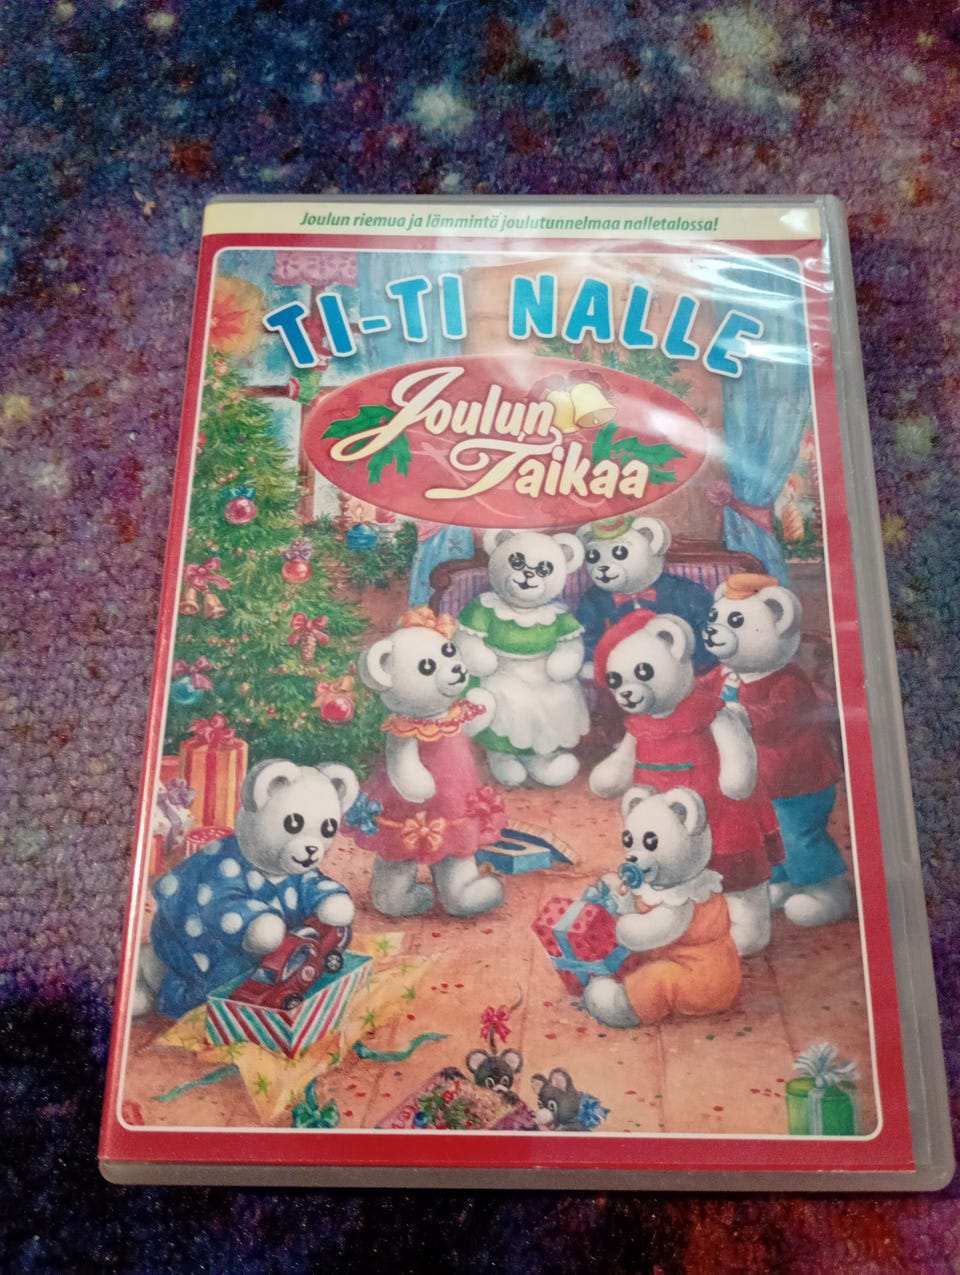 Joulun riemua ja lämmintä joulutunnelmaa nalletalossa!
TI-TI NALLE
Joulun
Taikaa